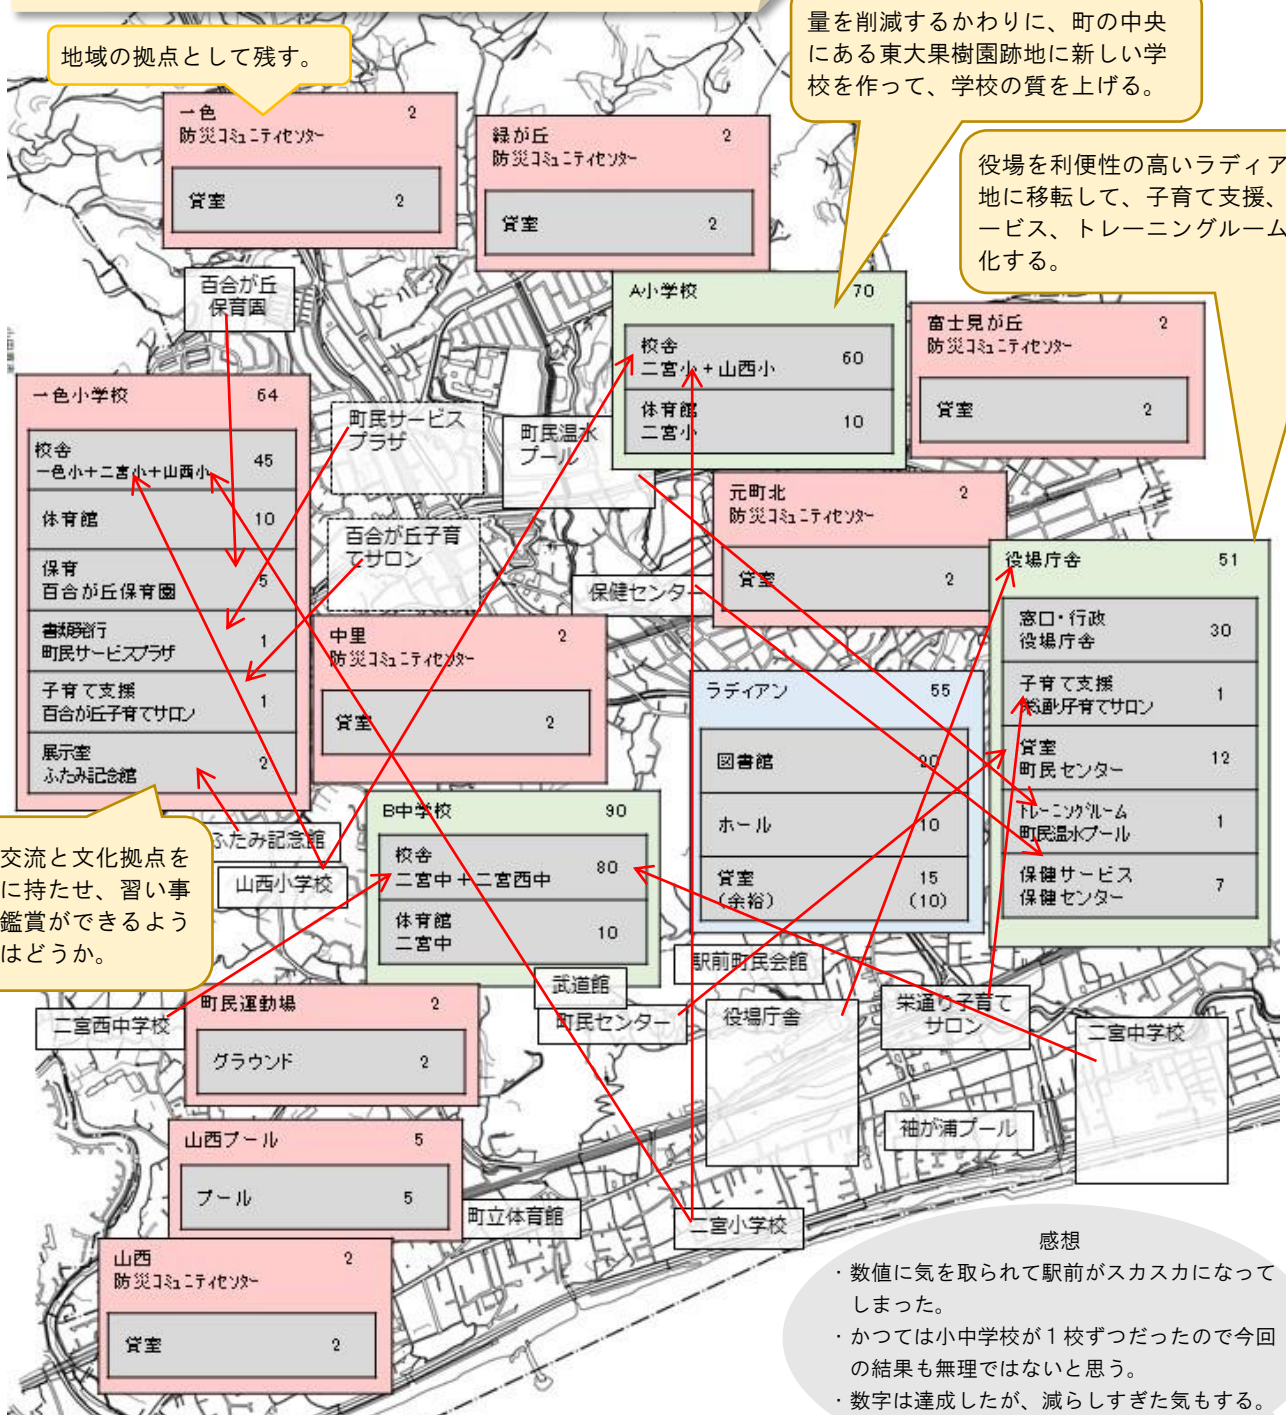 量を削減するかわりに、町の中央
にある東大果樹園跡地に新しい学
校を作って、学校の質を上げる。
地域の拠点として残す。
一色 2
防災コミュニティセンター
貸室 2
緑が丘 2
防災コミュニティセンター
貸室 2
役場を利便性の高いラディア
地に移転して、子育て支援、
ービス、トレーニングルーム
化する。
百合が丘
保育園
A小学校 70
校舎
二宮小＋山西小 60
体育館
二宮小 10
富士見が丘 2
防災コミュニティセンター
貸室 2
一色小学校 64
校舎
一色小＋二宮小＋山西小 45
体育館 10
保育
百合が丘保育園 5
書類発行
町民サービスプラザ 1
子育て支援
百合が丘子育てサロン 1
展示室
ふたみ記念館 2
町民サービス
プラザ
町民温水
プール
百合が丘子育
てサロン
元町北 2
防災コミュニティセンター
貸室 2
保健センター
中里 2
防災コミュニティセンター
貸室 2
役場庁舎 51
窓口・行政
役場庁舎 30
子育て支援
栄通り子育てサロン 1
貸室
町民センター 12
トレーニングルーム
町民温水プール 1
保健サービス
保健センター 7
ラディアン 55
図書館 20
ホール 10
貸室 15
（余裕） (10)
B中学校 90
校舎
二宮中＋二宮西中 80
体育館
二宮中 10
ふたみ記念館
山西小学校
交流と文化拠点を
に持たせ、習い事
鑑賞ができるよう
はどうか。
駅前町民会館
武道館
町民センター
役場庁舎
栄通り子育て
サロン
二宮中学校
二宮西中学校
町民運動場 2
グラウンド 2
袖が浦プール
山西プール 5
プール 5
町立体育館
二宮小学校
山西 2
防災コミュニティセンター
貸室 2
感想
・数値に気を取られて駅前がスカスカになって
しまった。
・かつては小中学校が１校ずつだったので今回
の結果も無理ではないと思う。
・数字は達成したが、減らしすぎた気もする。